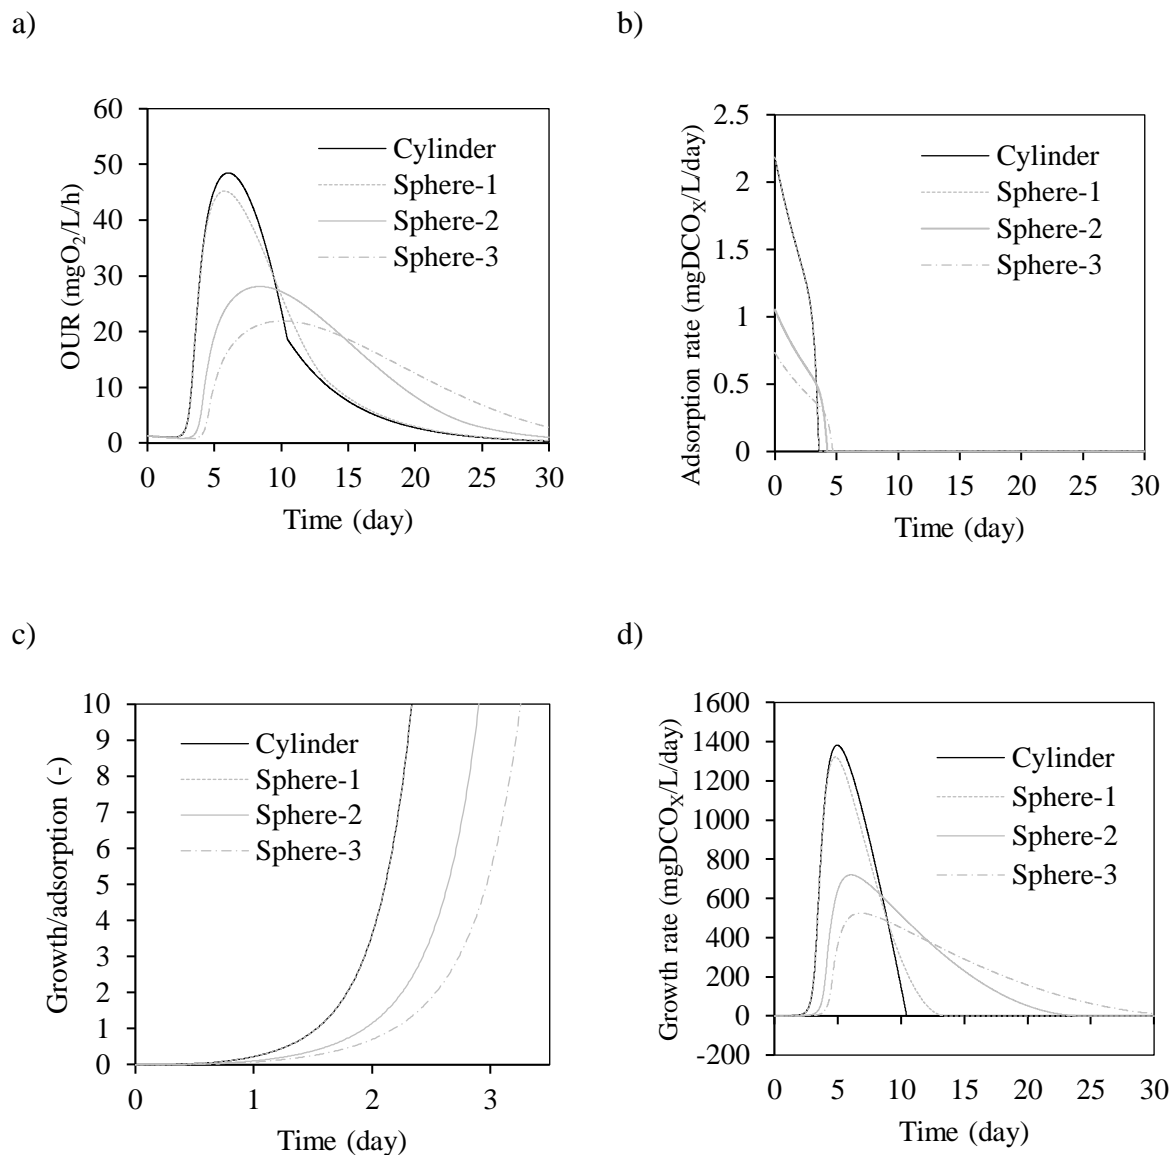 a)
60
50
40
30
20
10
0
OUR (mgO₂/L/h)
Cylinder
Sphere-1
Sphere-2
Sphere-3
0 5 10 15 20 25 30
Time (day)
b)
2.5
2
1.5
1
0.5
0
Adsorption rate (mgDCOₓ/L/day)
Cylinder
Sphere-1
Sphere-2
Sphere-3
0 5 10 15 20 25 30
Time (day)
c)
10
9
8
7
6
5
4
3
2
1
0
Growth/adsorption (-)
Cylinder
Sphere-1
Sphere-2
Sphere-3
0 1 2 3
Time (day)
d)
1600
1400
1200
1000
800
600
400
200
0
-200
Growth rate (mgDCOₓ/L/day)
Cylinder
Sphere-1
Sphere-2
Sphere-3
0 5 10 15 20 25 30
Time (day)